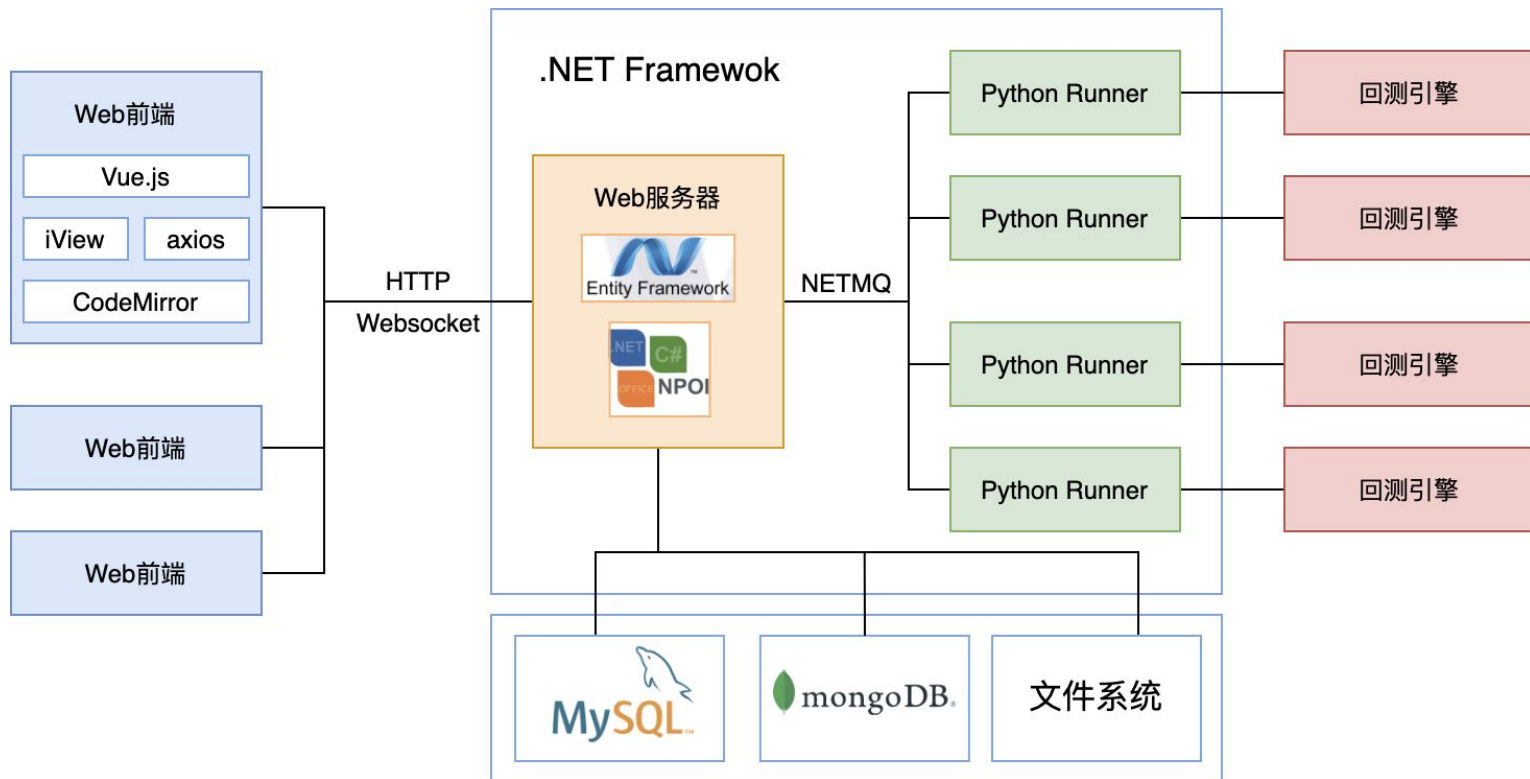 Web前端
Vue.js
iView
axios
CodeMirror
Web前端
Web前端
HTTP
Websocket
.NET Framewok
Web服务器
Entity Framework
.NET
C#
OFFICE
NPOI
NETMQ
Python Runner
回测引擎
Python Runner
回测引擎
Python Runner
回测引擎
Python Runner
回测引擎
MySQL™
mongoDB®
文件系统